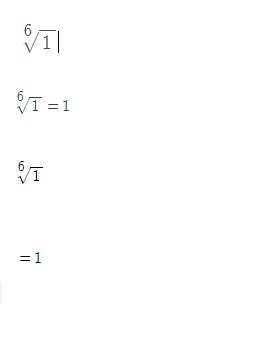 ⁶√1
⁶√1 = 1
⁶√1
= 1